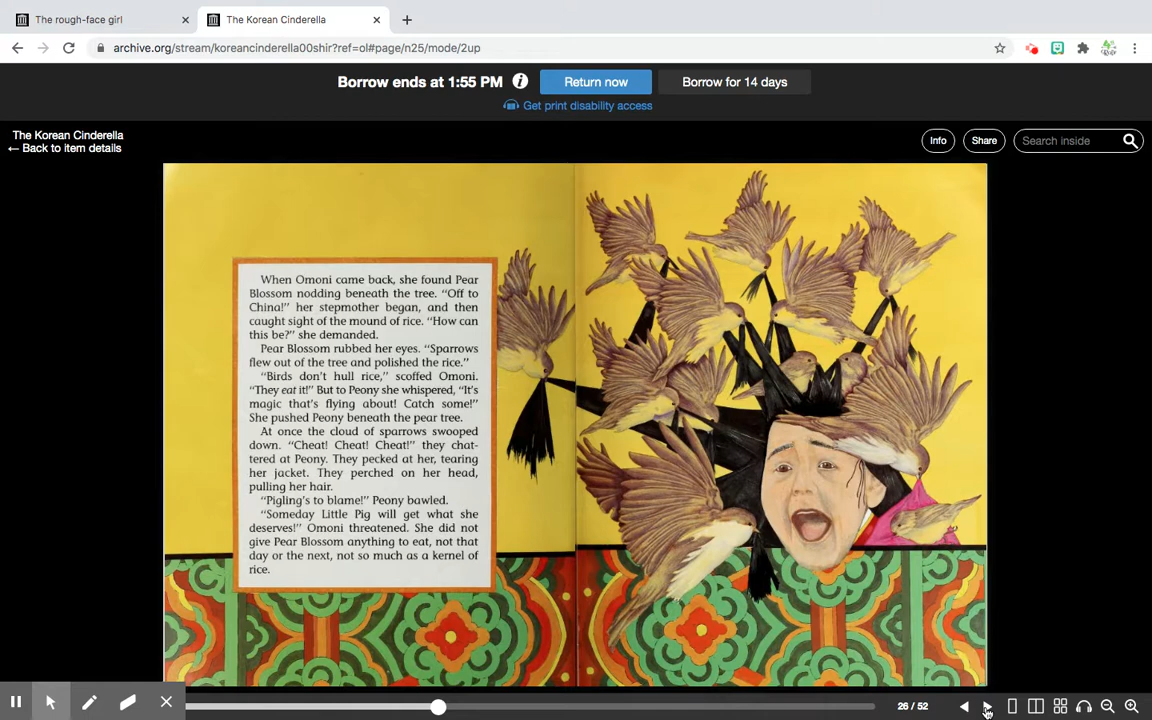 The rough-face girl
The Korean Cinderella
archive.org/stream/koreancinderella00shir?ref=ol#page/n25/mode/2up
Borrow ends at 1:55 PM
Return now
Borrow for 14 days
Get print disability access
The Korean Cinderella
← Back to item details
Info
Share
Search inside
When Omoni came back, she found Pear
Blossom nodding beneath the tree. “Off to
China!” her stepmother began, and then
caught sight of the mound of rice. “How can
this be?” she demanded.
Pear Blossom rubbed her eyes. “Sparrows
flew out of the tree and polished the rice.”
“Birds don’t hull rice,” scoffed Omoni.
“They eat it!” But to Peony she whispered, “It’s
magic that’s flying about! Catch some!”
She pushed Peony beneath the pear tree.
At once the cloud of sparrows swooped
down. “Cheat! Cheat! Cheat!” they chat-
tered at Peony. They pecked at her, tearing
her jacket. They perched on her head,
pulling her hair.
“Pigling’s to blame!” Peony bawled.
“Someday Little Pig will get what she
deserves!” Omoni threatened. She did not
give Pear Blossom anything to eat, not that
day or the next, not so much as a kernel of
rice.
26 / 52